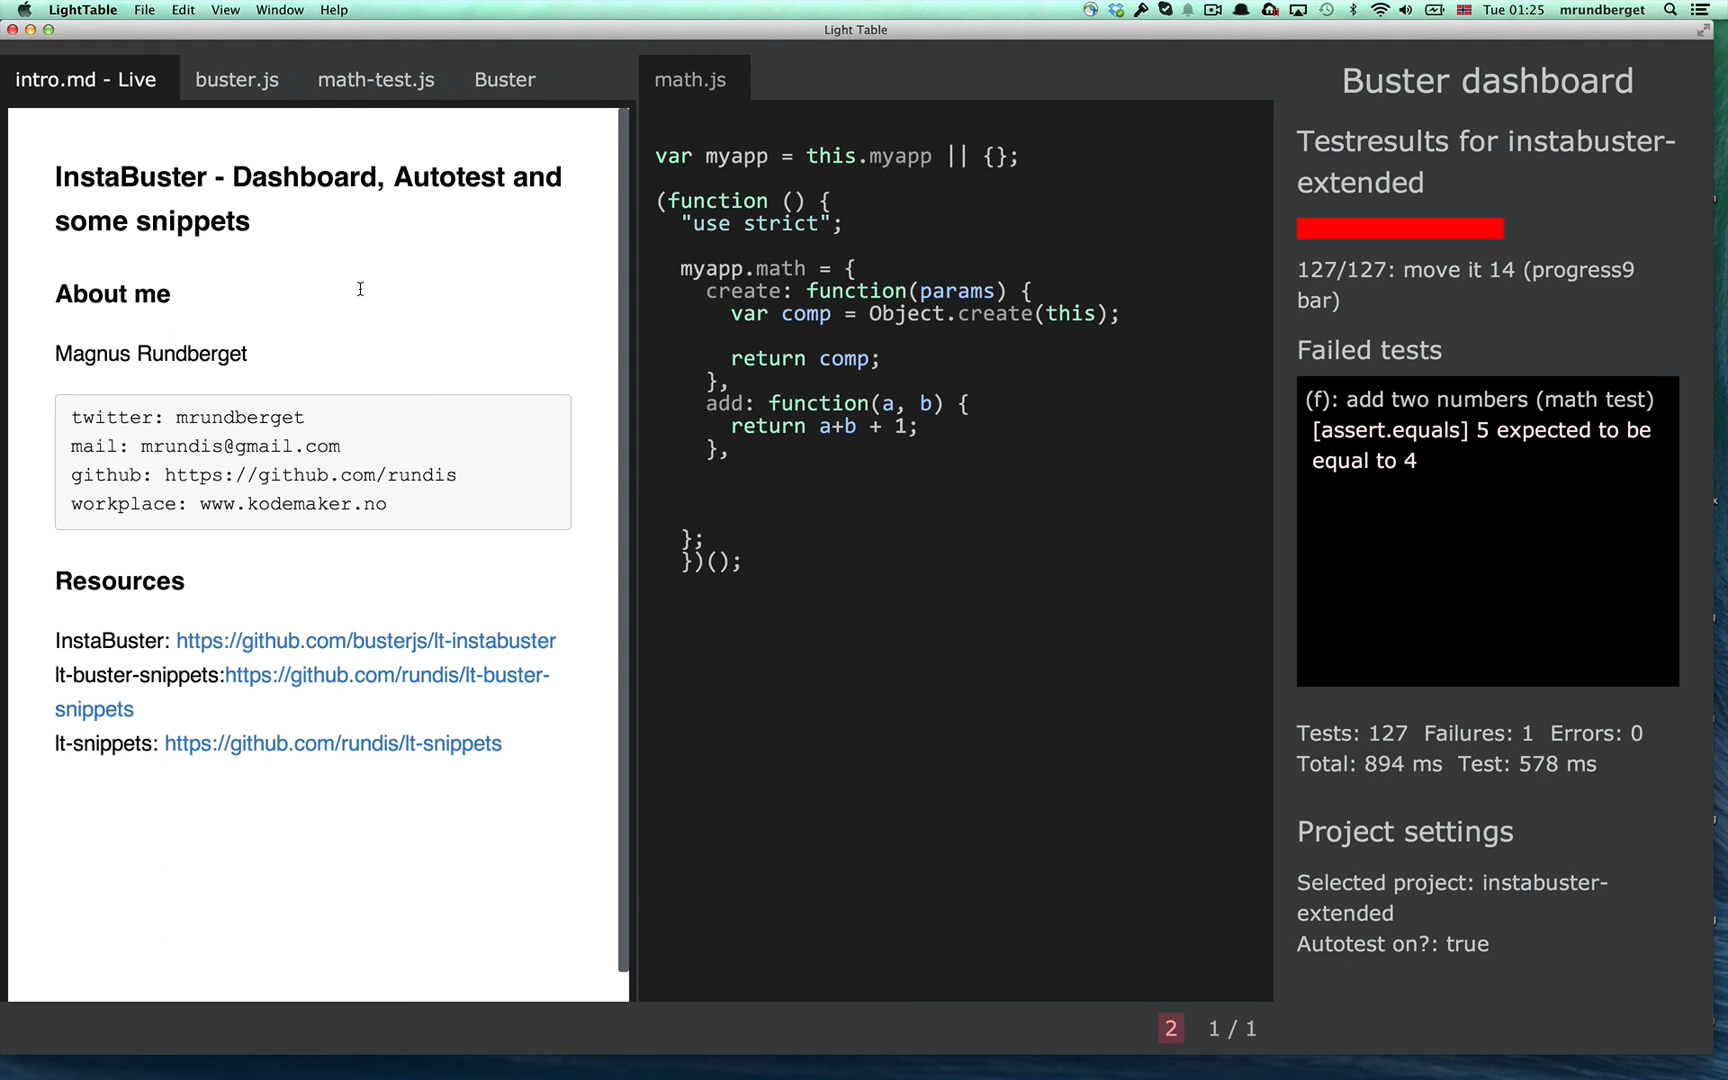 LightTable File Edit View Window Help Tue 01:25 mrundberget
Light Table
intro.md - Live buster.js math-test.js Buster
InstaBuster - Dashboard, Autotest and
some snippets
About me
Magnus Rundberget
twitter: mrundberget
mail: mrundis@gmail.com
github: https://github.com/rundis
workplace: www.kodemaker.no
Resources
InstaBuster: https://github.com/busterjs/lt-instabuster
lt-buster-snippets:https://github.com/rundis/lt-buster-
snippets
lt-snippets: https://github.com/rundis/lt-snippets
math.js
var myapp = this.myapp || {};
(function () {
"use strict";
myapp.math = {
create: function(params) {
var comp = Object.create(this);
return comp;
},
add: function(a, b) {
return a+b + 1;
},
};
})();
2 1 / 1
Buster dashboard
Testresults for instabuster-
extended
127/127: move it 14 (progress9
bar)
Failed tests
(f): add two numbers (math test)
[assert.equals] 5 expected to be
equal to 4
Tests: 127 Failures: 1 Errors: 0
Total: 894 ms Test: 578 ms
Project settings
Selected project: instabuster-
extended
Autotest on?: true